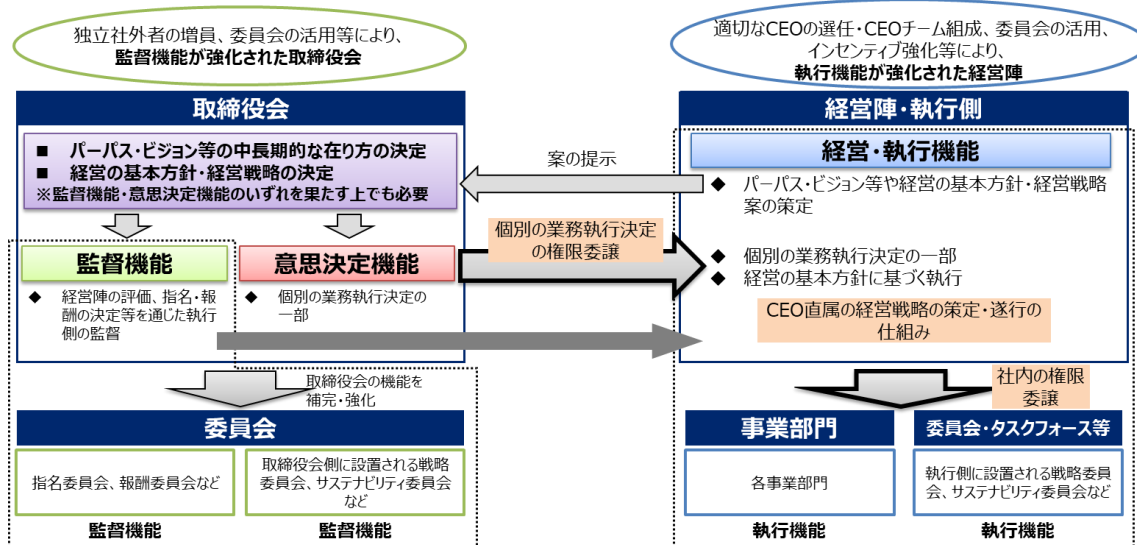 独立社外者の増員、委員会の活用等により、
監督機能が強化された取締役会
適切なCEOの選任・CEOチーム組成、委員会の活用、
インセンティブ強化等により、
執行機能が強化された経営陣
取締役会
■ パーパス・ビジョン等の中長期的な在り方の決定
■ 経営の基本方針・経営戦略の決定
※監督機能・意思決定機能のいずれを果たす上でも必要
監督機能
◆ 経営陣の評価、指名・報
酬の決定等を通じた執行
側の監督
意思決定機能
◆ 個別の業務執行決定の
一部
案の提示
個別の業務執行決定
の権限委譲
経営陣・執行側
経営・執行機能
◆ パーパス・ビジョン等や経営の基本方針・経営戦略
案の策定
◆ 個別の業務執行決定の一部
◆ 経営の基本方針に基づく執行
CEO直属の経営戦略の策定・遂行の
仕組み
取締役会の機能を
補完・強化
社内の権限
委譲
委員会
指名委員会、報酬委員会など
監督機能
取締役会側に設置される戦略
委員会、サステナビリティ委員会
など
監督機能
事業部門
各事業部門
執行機能
委員会・タスクフォース等
執行側に設置される戦略委員
会、サステナビリティ委員会など
執行機能